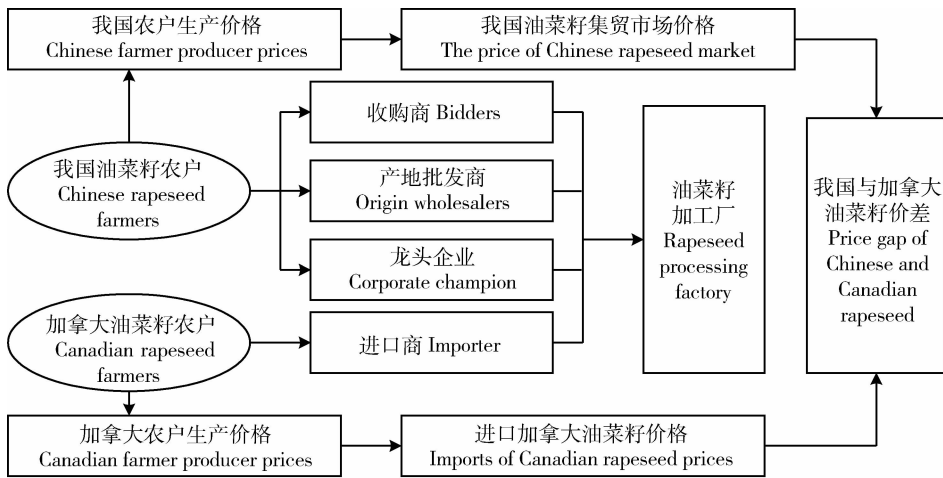 我国农户生产价格
Chinese farmer producer prices
我国油菜籽集贸市场价格
The price of Chinese rapeseed market
收购商 Bidders
我国油菜籽农户
Chinese rapeseed
farmers
产地批发商
Origin wholesalers
龙头企业
Corporate champion
油菜籽
加工厂
Rapeseed
processing
factory
我国与加拿大
油菜籽价差
Price gap of
Chinese and
Canadian
rapeseed
加拿大油菜籽农户
Canadian rapeseed
farmers
进口商 Importer
加拿大农户生产价格
Canadian farmer producer prices
进口加拿大油菜籽价格
Imports of Canadian rapeseed prices